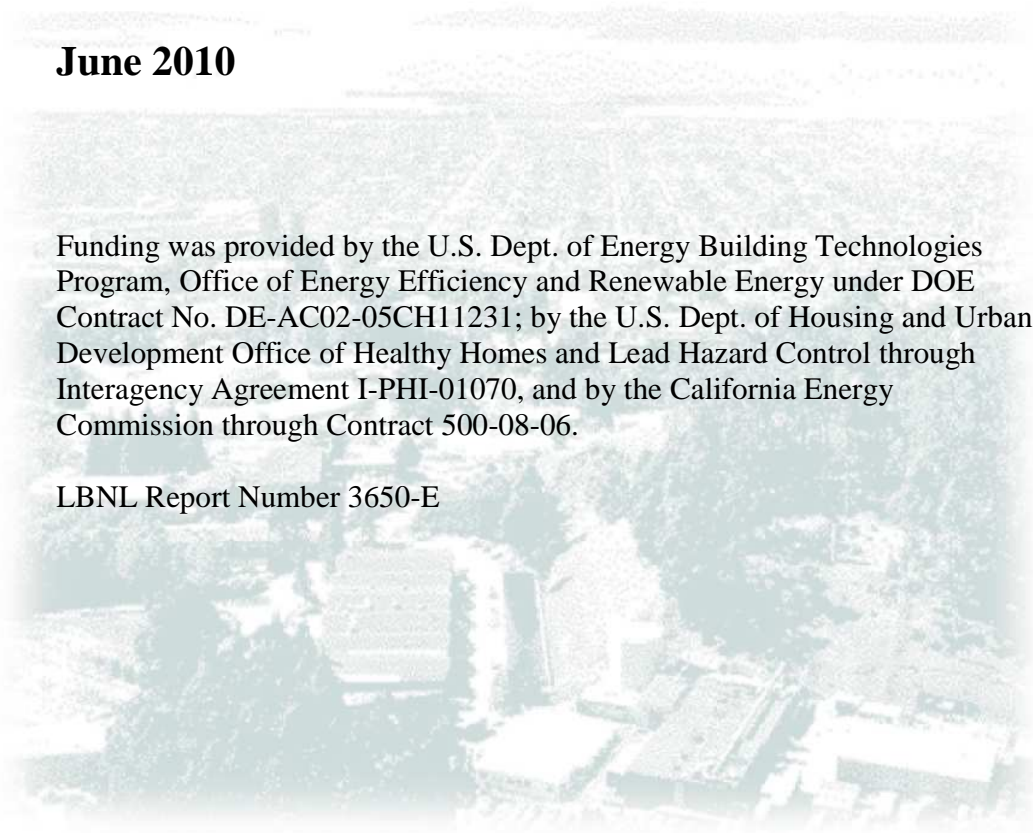 June 2010
Funding was provided by the U.S. Dept. of Energy Building Technologies
Program, Office of Energy Efficiency and Renewable Energy under DOE
Contract No. DE-AC02-05CH11231; by the U.S. Dept. of Housing and Urban
Development Office of Healthy Homes and Lead Hazard Control through
Interagency Agreement I-PHI-01070, and by the California Energy
Commission through Contract 500-08-06.
LBNL Report Number 3650-E